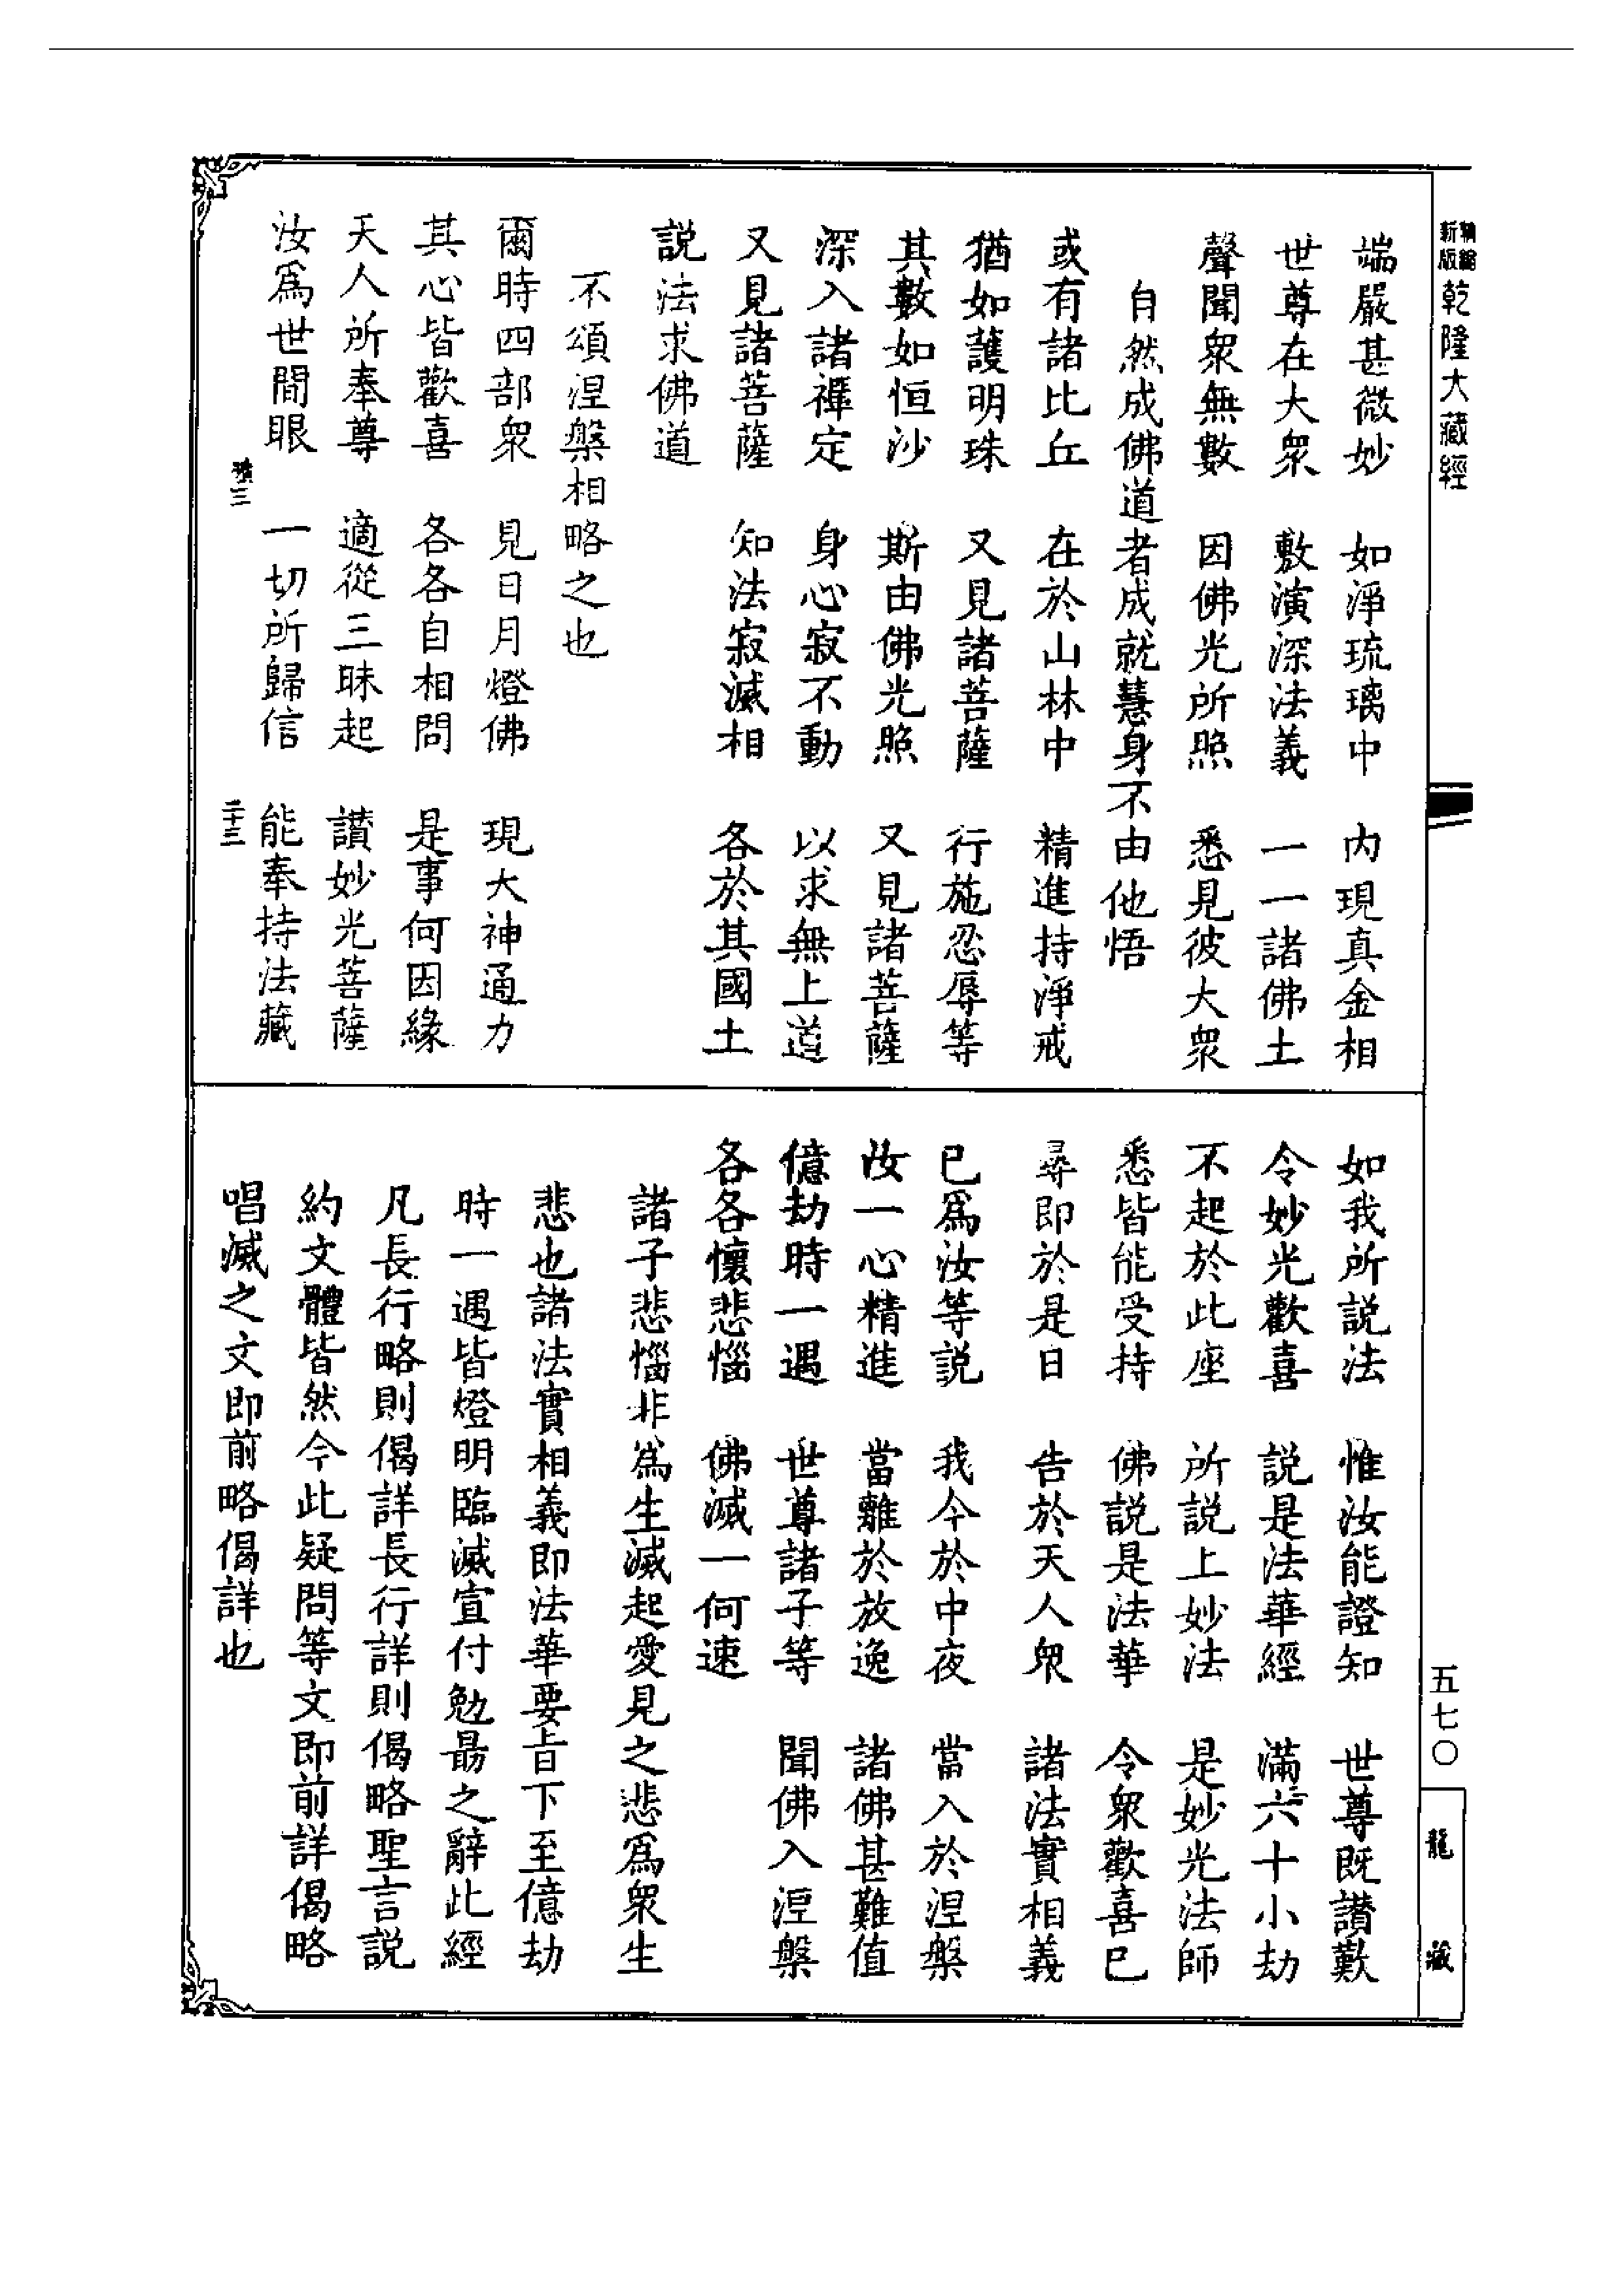 精縮新版乾隆大藏經
端嚴甚微妙　如淨琉璃中　內現真金相
世尊在大眾　敷演深法義　一一諸佛土
聲聞眾無數　因佛光所照　悉見彼大眾
自然成佛道者成就慧身不由他悟
或有諸比丘　在於山林中　精進持淨戒
猶如護明珠　又見諸菩薩　行施忍辱等
其數如恒沙　斯由佛光照　又見諸菩薩
深入諸禪定　身心寂不動　以求無上道
又見諸菩薩　知法寂滅相　各於其國土
說法求佛道
不頌涅槃相略之也
爾時四部眾　見日月燈佛　現大神通力
其心皆歡喜　各各自相問　是事何因緣
天人所奉尊　適從三昧起　讚妙光菩薩
汝為世間眼　一切所歸信　能奉持法藏
三　二十三
如我所說法　惟汝能證知　世尊既讚歎
令妙光歡喜　說是法華經　滿六十小劫
不起於此座　所說上妙法　是妙光法師
悉皆能受持　佛說是法華　令眾歡喜已
尋即於是日　告於天人眾　諸法實相義
已為汝等說　我今於中夜　當入於涅槃
汝一心精進　當離於放逸　諸佛甚難值
億劫時一遇　世尊諸子等　聞佛入涅槃
各各懷悲惱　佛滅一何速
諸子悲惱非為生滅起愛見之悲為眾生
悲也諸法實相義即法華要旨下至億劫
時一遇皆燈明臨滅宣付勉勗之辭此經
凡長行略則偈詳長行詳則偈略聖言說
約文體皆然今此疑問等文即前詳偈略
唱滅之文即前略偈詳也
五七〇
龍藏